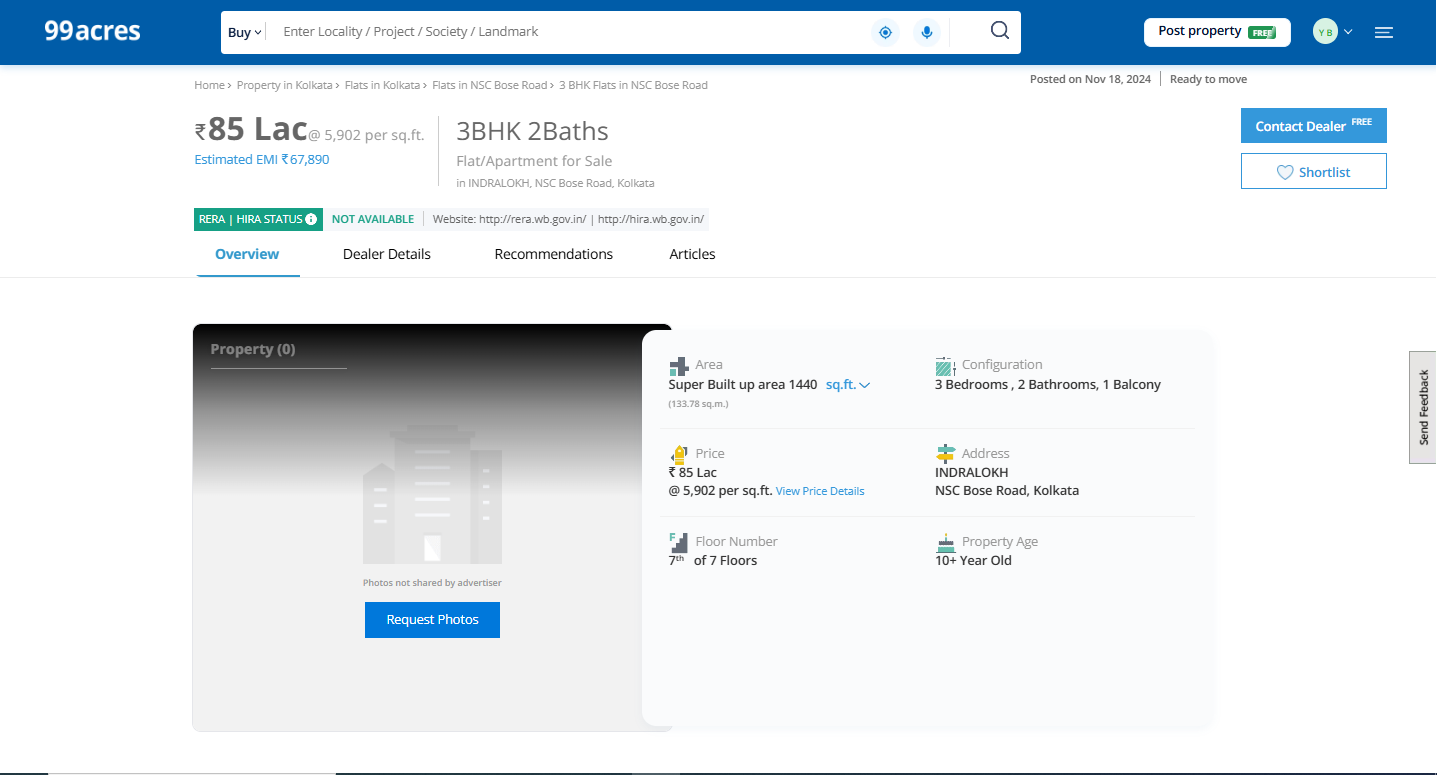 99acres
Buy
Enter Locality / Project / Society / Landmark
Post property FREE
Y B
Home › Property in Kolkata › Flats in Kolkata › Flats in NSC Bose Road › 3 BHK Flats in NSC Bose Road
Posted on Nov 18, 2024 | Ready to move
₹85 Lac @ 5,902 per sq.ft.
Estimated EMI ₹67,890
3BHK 2Baths
Flat/Apartment for Sale
in INDRALOKH, NSC Bose Road, Kolkata
Contact Dealer FREE
Shortlist
RERA | HIRA STATUS NOT AVAILABLE Website: http://rera.wb.gov.in/ | http://hira.wb.gov.in/
Overview
Dealer Details
Recommendations
Articles
Property (0)
Photos not shared by advertiser
Request Photos
Area
Super Built up area 1440 sq.ft.
(133.78 sq.m.)
Configuration
3 Bedrooms , 2 Bathrooms, 1 Balcony
Price
₹ 85 Lac
@ 5,902 per sq.ft. View Price Details
Address
INDRALOKH
NSC Bose Road, Kolkata
F
Floor Number
7th of 7 Floors
Property Age
10+ Year Old
Send Feedback